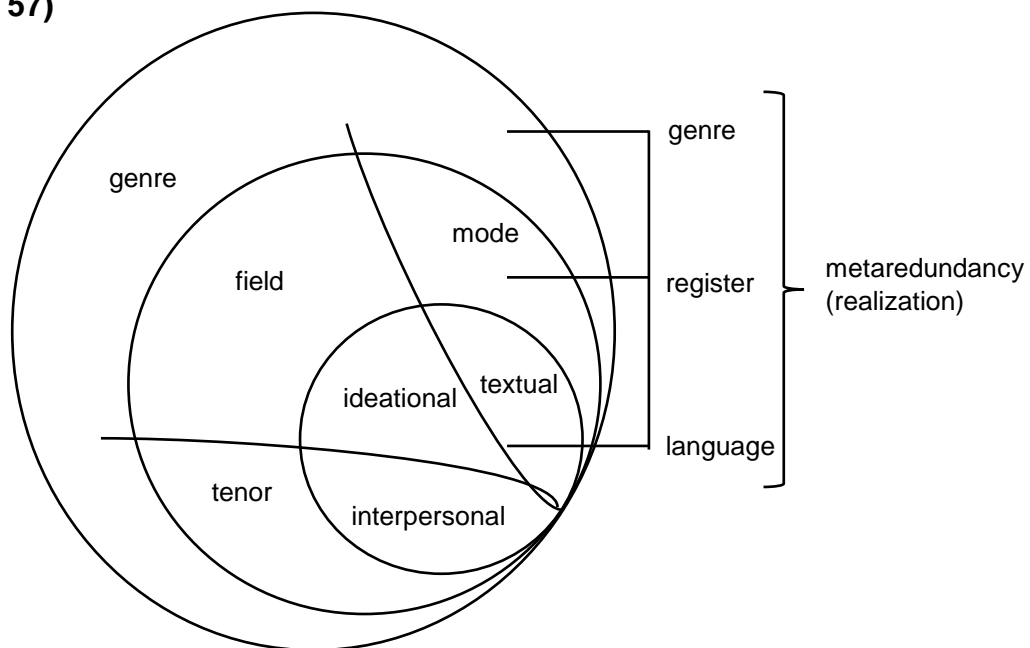 57)
genre
genre
mode
field
register
metaredundancy
(realization)
ideational
textual
language
tenor
interpersonal